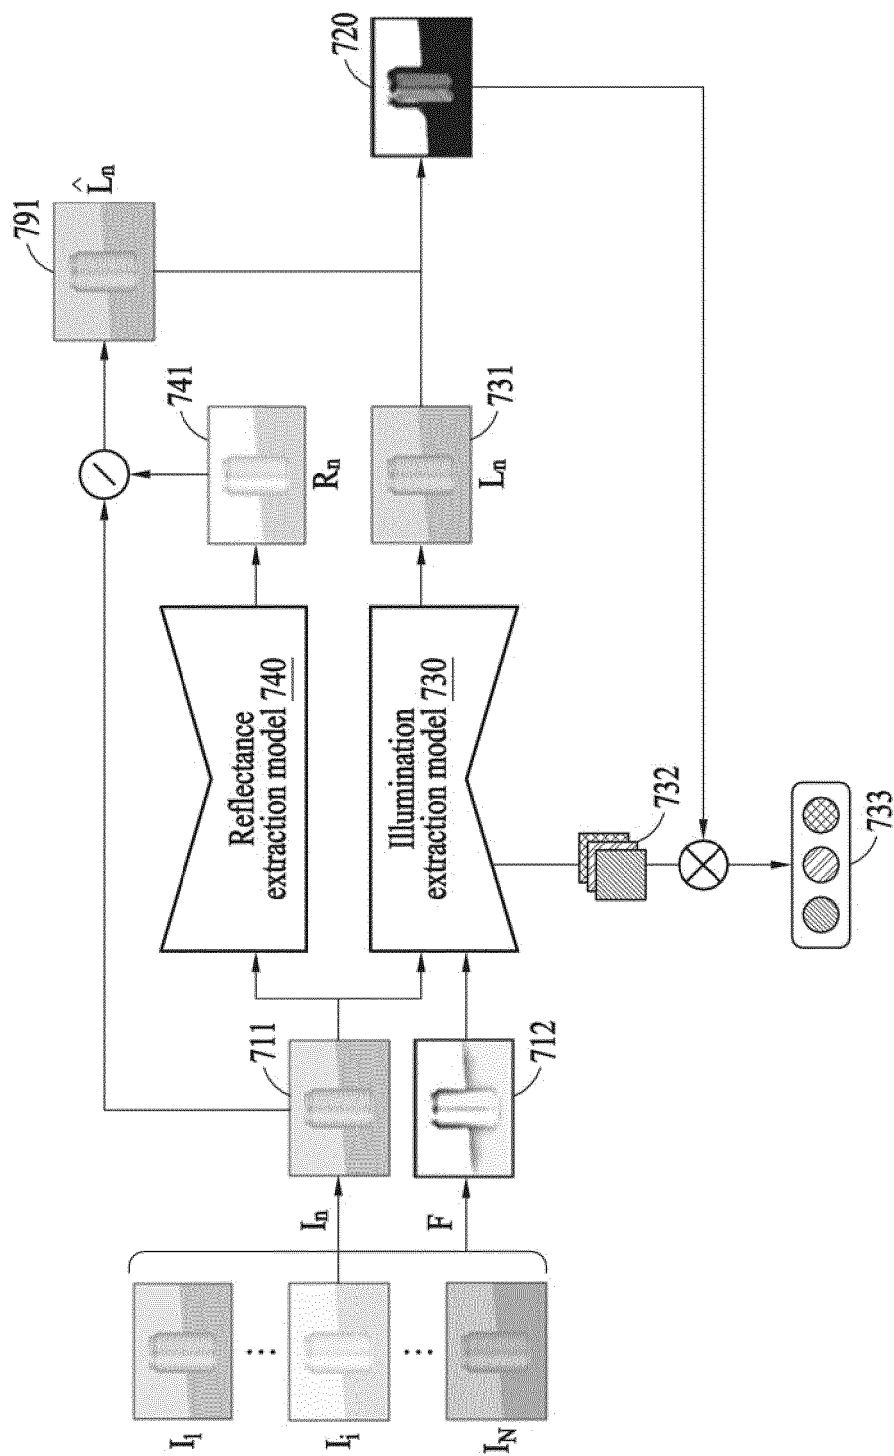 I₁
⋮
Iᵢ
⋮
I_N
Iₙ
F
711
712
Reflectance
extraction model 740
Illumination
extraction model 730
741
Rₙ
731
Lₙ
791
L̂ₙ
720
732
733